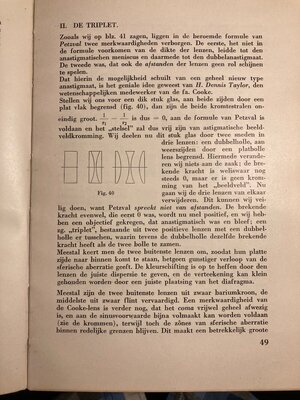 II. DE TRIPLET.
Zooals wij op blz. 41 zagen, liggen in de beroemde formule van
Petzval twee merkwaardigheden verborgen. De eerste, het niet in
de formule voorkomen van de dikte der lenzen, leidde tot den
anastigmatischen meniscus en daarmede tot den dubbelanastigmaat.
De tweede was, dat ook de afstanden der lenzen geen rol schijnen
te spelen.
Dat hierin de mogelijkheid schuilt van een geheel nieuw type
anastigmaat, is het geniale idee geweest van H. Dennis Taylor, den
wetenschappelijken medewerker van de fa. Cooke.
Stellen wij ons voor een dik stuk glas, aan beide zijden door een
plat vlak begrensd (fig. 40), dan zijn de beide kromtestralen on-
eindig groot. 1/r1 − 1/r2 is dus = 0, aan de formule van Petzval is
voldaan en het „stelsel" zal dus vrij zijn van astigmatische beeld-
veldkromming. Wij deelen nu dit stuk glas door twee sneden in
drie lenzen: een dubbelholle, aan
weerszijden door een platbolle
lens begrensd. Hiermede verande-
ren wij niets aan de zaak; de bre-
kende kracht is weliswaar nog
steeds 0, maar er is geen krom-
ming van het „beeldveld". Nu
gaan wij de drie lenzen van elkaar
verwijderen. Dit kunnen wij vei-
Fig. 40
lig doen, want Petzval spreekt niet van afstanden. De brekende
kracht evenwel, die eerst 0 was, wordt nu wel positief, en wij heb-
ben een objectief gekregen, dat anastigmatisch was en bleef: een
zg. „triplet", bestaande uit twee positieve lenzen met een dubbel-
holle er tusschen, waarin tevens de dubbelholle dezelfde brekende
kracht heeft als de twee bolle te zamen.
Meestal keert men de twee buitenste lenzen om, zoodat hun platte
zijde naar binnen komt te staan, hetgeen gunstiger verloop van de
sferische aberratie geeft. De kleurschifting is op te heffen door den
lenzen de juiste dispersie te geven, en de verteekening kan klein
gehouden worden door een juiste plaatsing van het diafragma.
Meestal zijn de twee buitenste lenzen uit zwaar bariumkroon, de
middelste uit zwaar flint vervaardigd. Een merkwaardigheid van
de Cooke-lens is verder nog, dat het coma vrijwel geheel afwezig
is, en aan de sinusvoorwaarde bijna volmaakt kan worden voldaan
(zie de krommen), terwijl toch de zônes van sferische aberratie
binnen redelijke grenzen blijven. Dit maakt een betrekkelijk groote
49